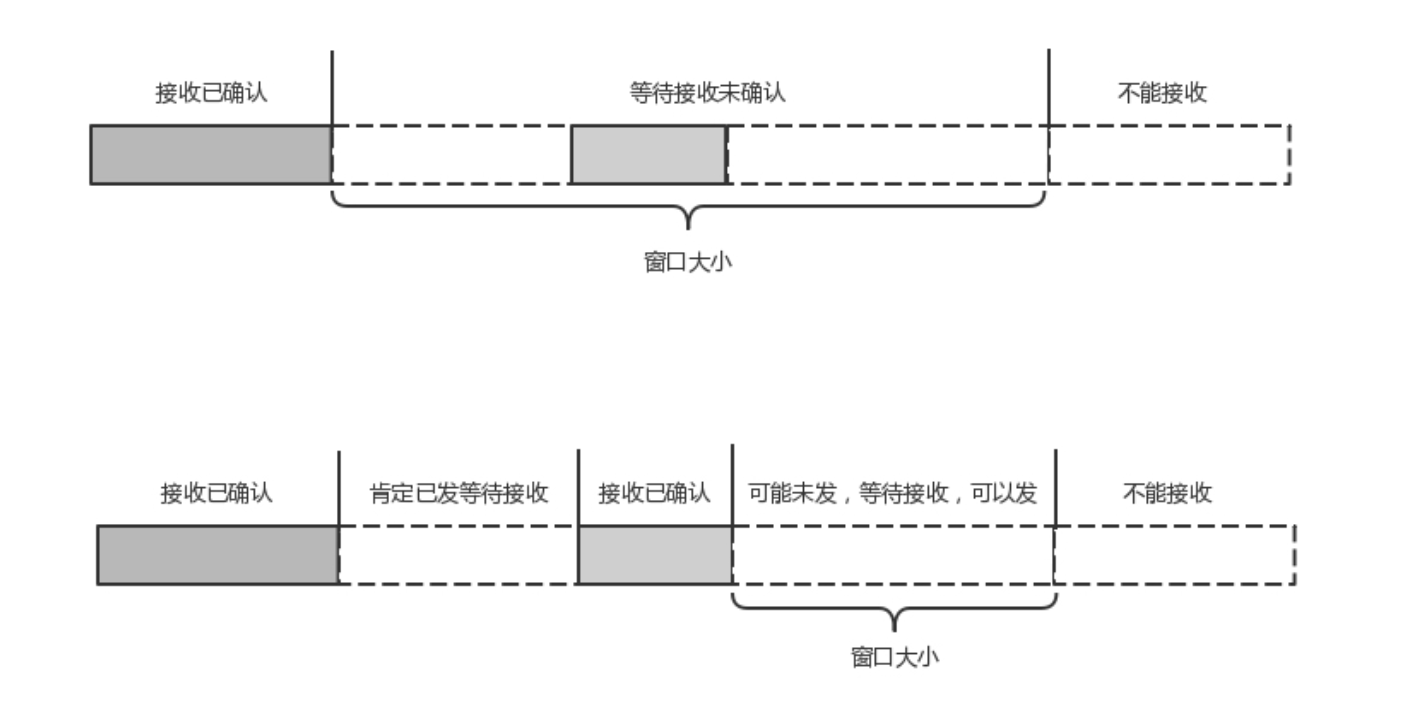 接收已确认
等待接收未确认
不能接收
窗口大小
接收已确认
肯定已发等待接收
接收已确认
可能未发，等待接收，可以发
不能接收
窗口大小